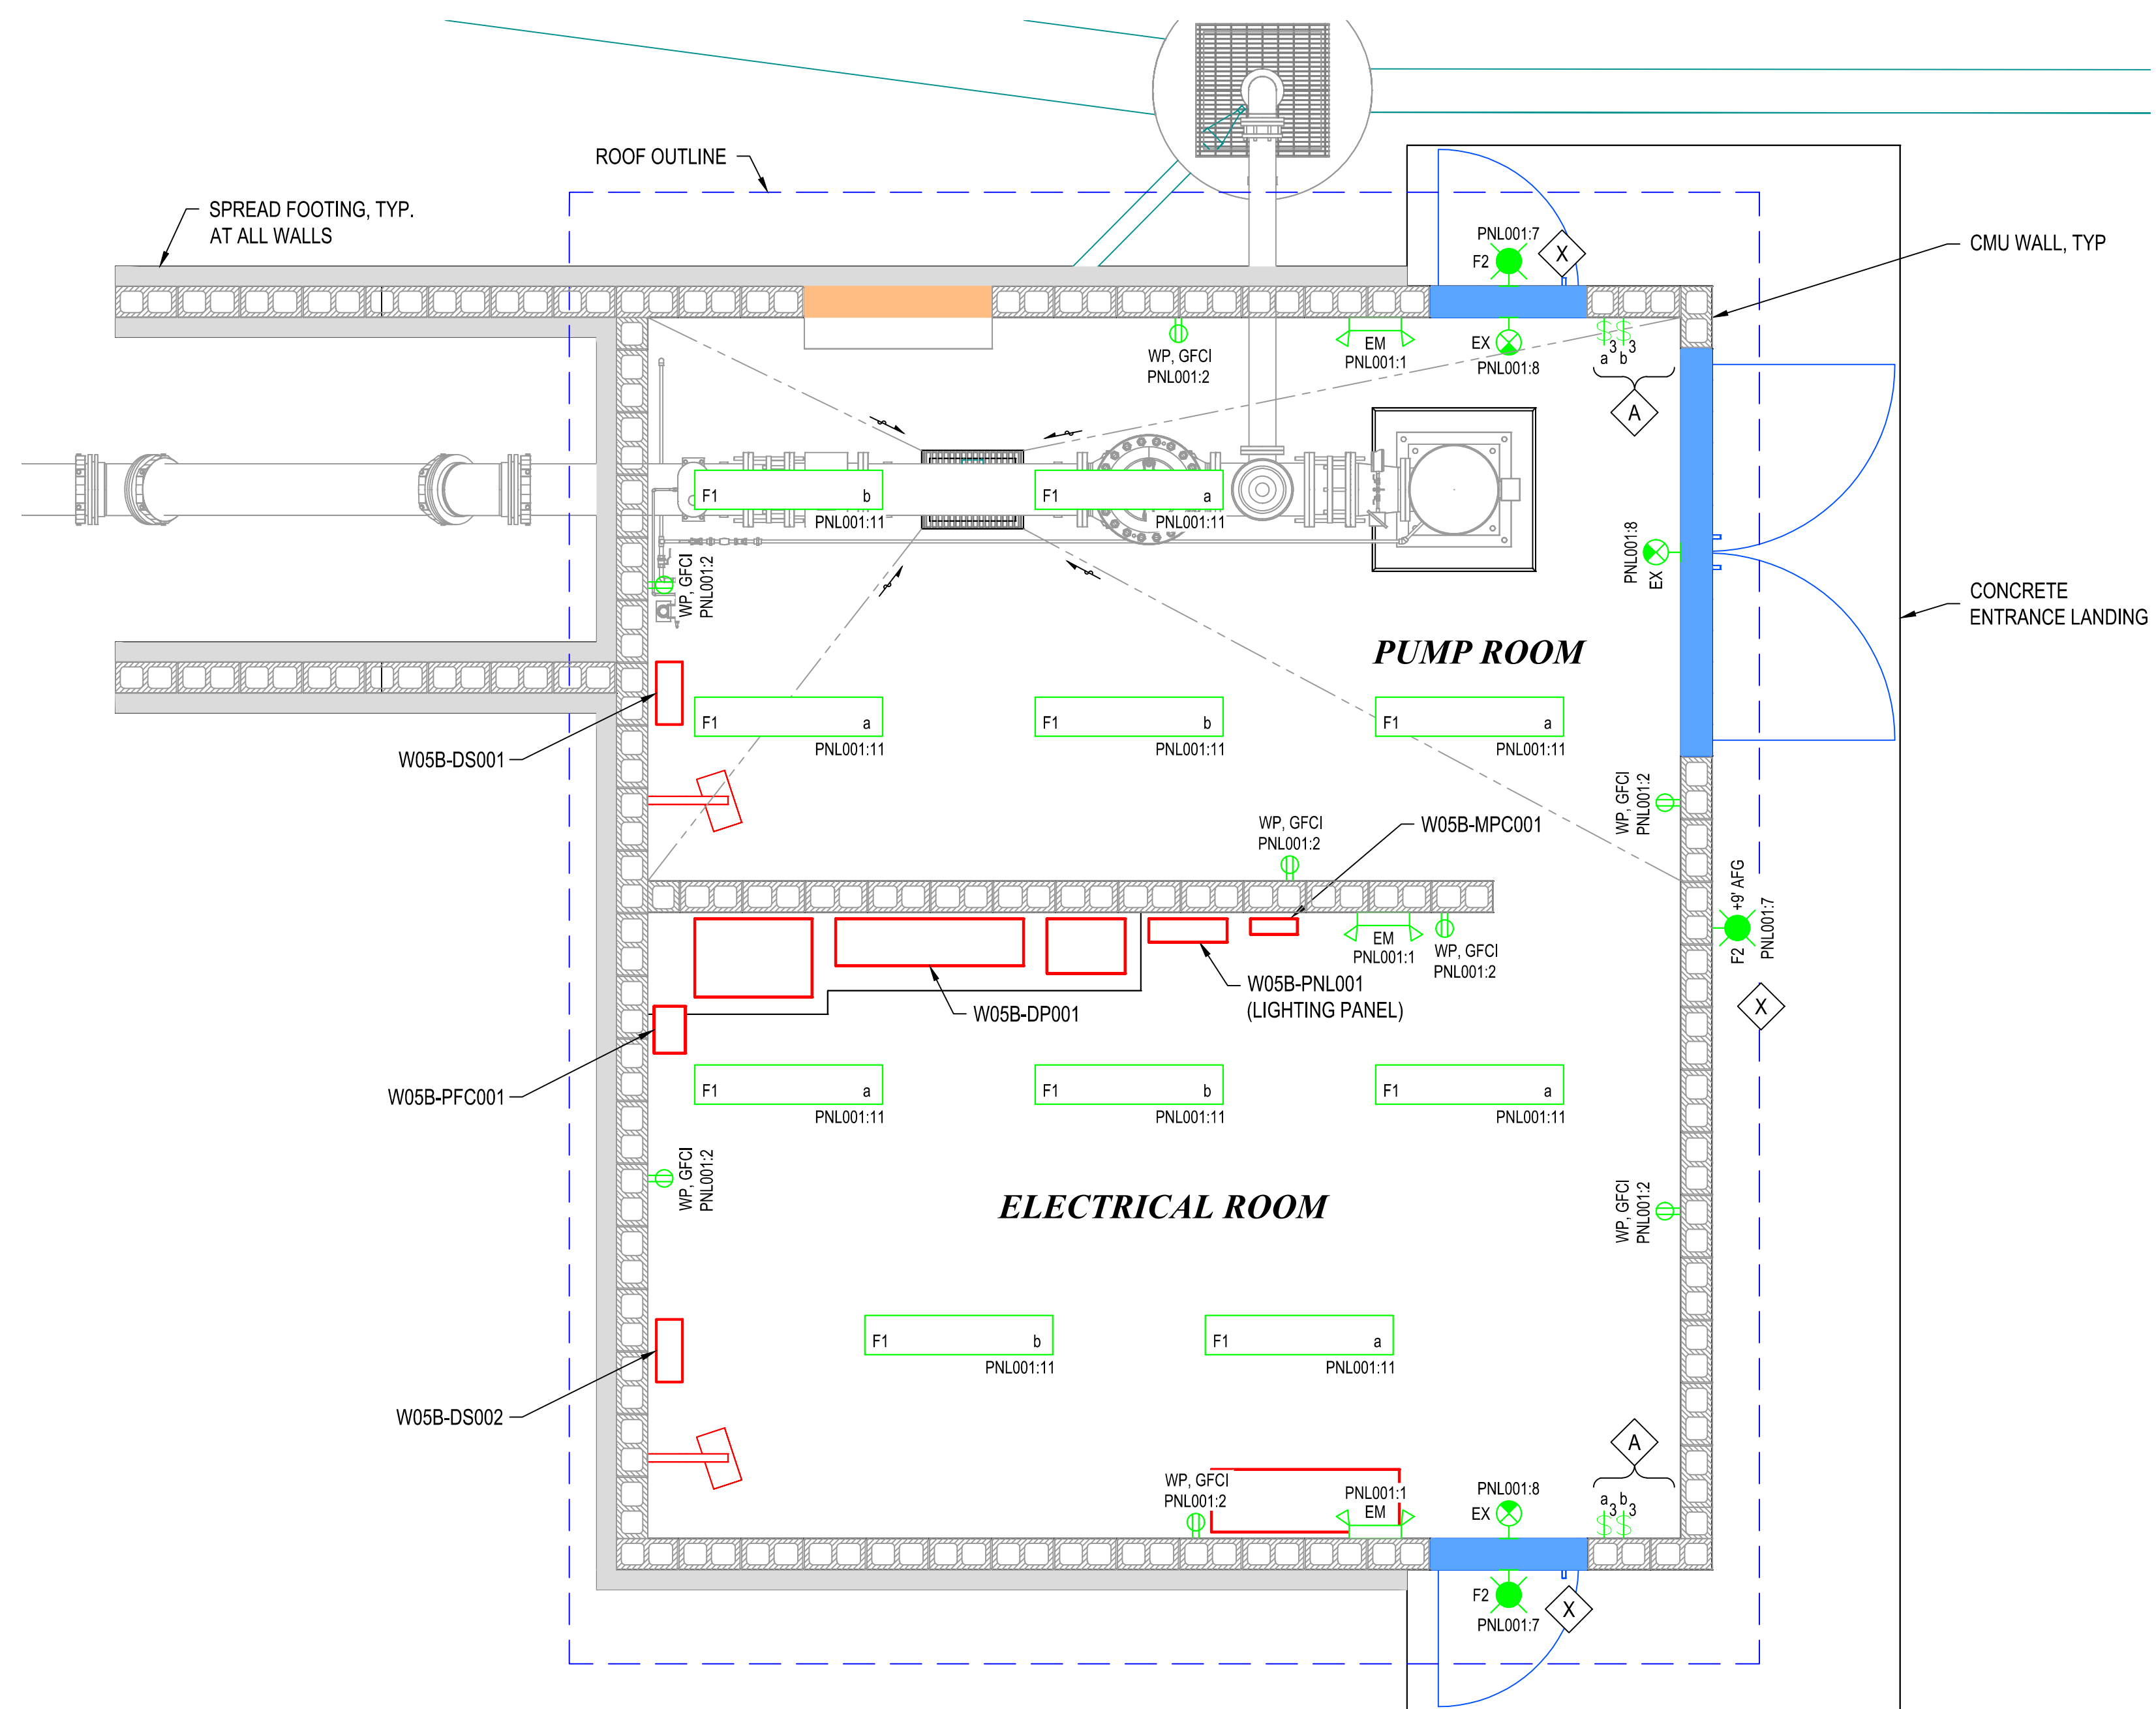 ROOF OUTLINE
SPREAD FOOTING, TYP.
AT ALL WALLS
PNL001:7
F2
X
CMU WALL, TYP
WP, GFCI
PNL001:2
EM
PNL001:1
EX
PNL001:8
3 3
a b
A
F1 b
PNL001:11
F1 a
PNL001:11
WP, GFCI
PNL001:2
PNL001:8
EX
CONCRETE
ENTRANCE LANDING
PUMP ROOM
F1 a
PNL001:11
F1 b
PNL001:11
F1 a
PNL001:11
W05B-DS001
WP, GFCI
PNL001:2
WP, GFCI
PNL001:2
W05B-MPC001
F2 +9' AFG
PNL001:7
X
EM
PNL001:1
WP, GFCI
PNL001:2
W05B-PNL001
(LIGHTING PANEL)
W05B-DP001
W05B-PFC001
F1 a
PNL001:11
F1 b
PNL001:11
F1 a
PNL001:11
WP, GFCI
PNL001:2
ELECTRICAL ROOM
WP, GFCI
PNL001:2
F1 b
PNL001:11
F1 a
PNL001:11
W05B-DS002
A
WP, GFCI
PNL001:2
PNL001:1
EM
PNL001:8
EX
a b
3 3
F2
X
PNL001:7